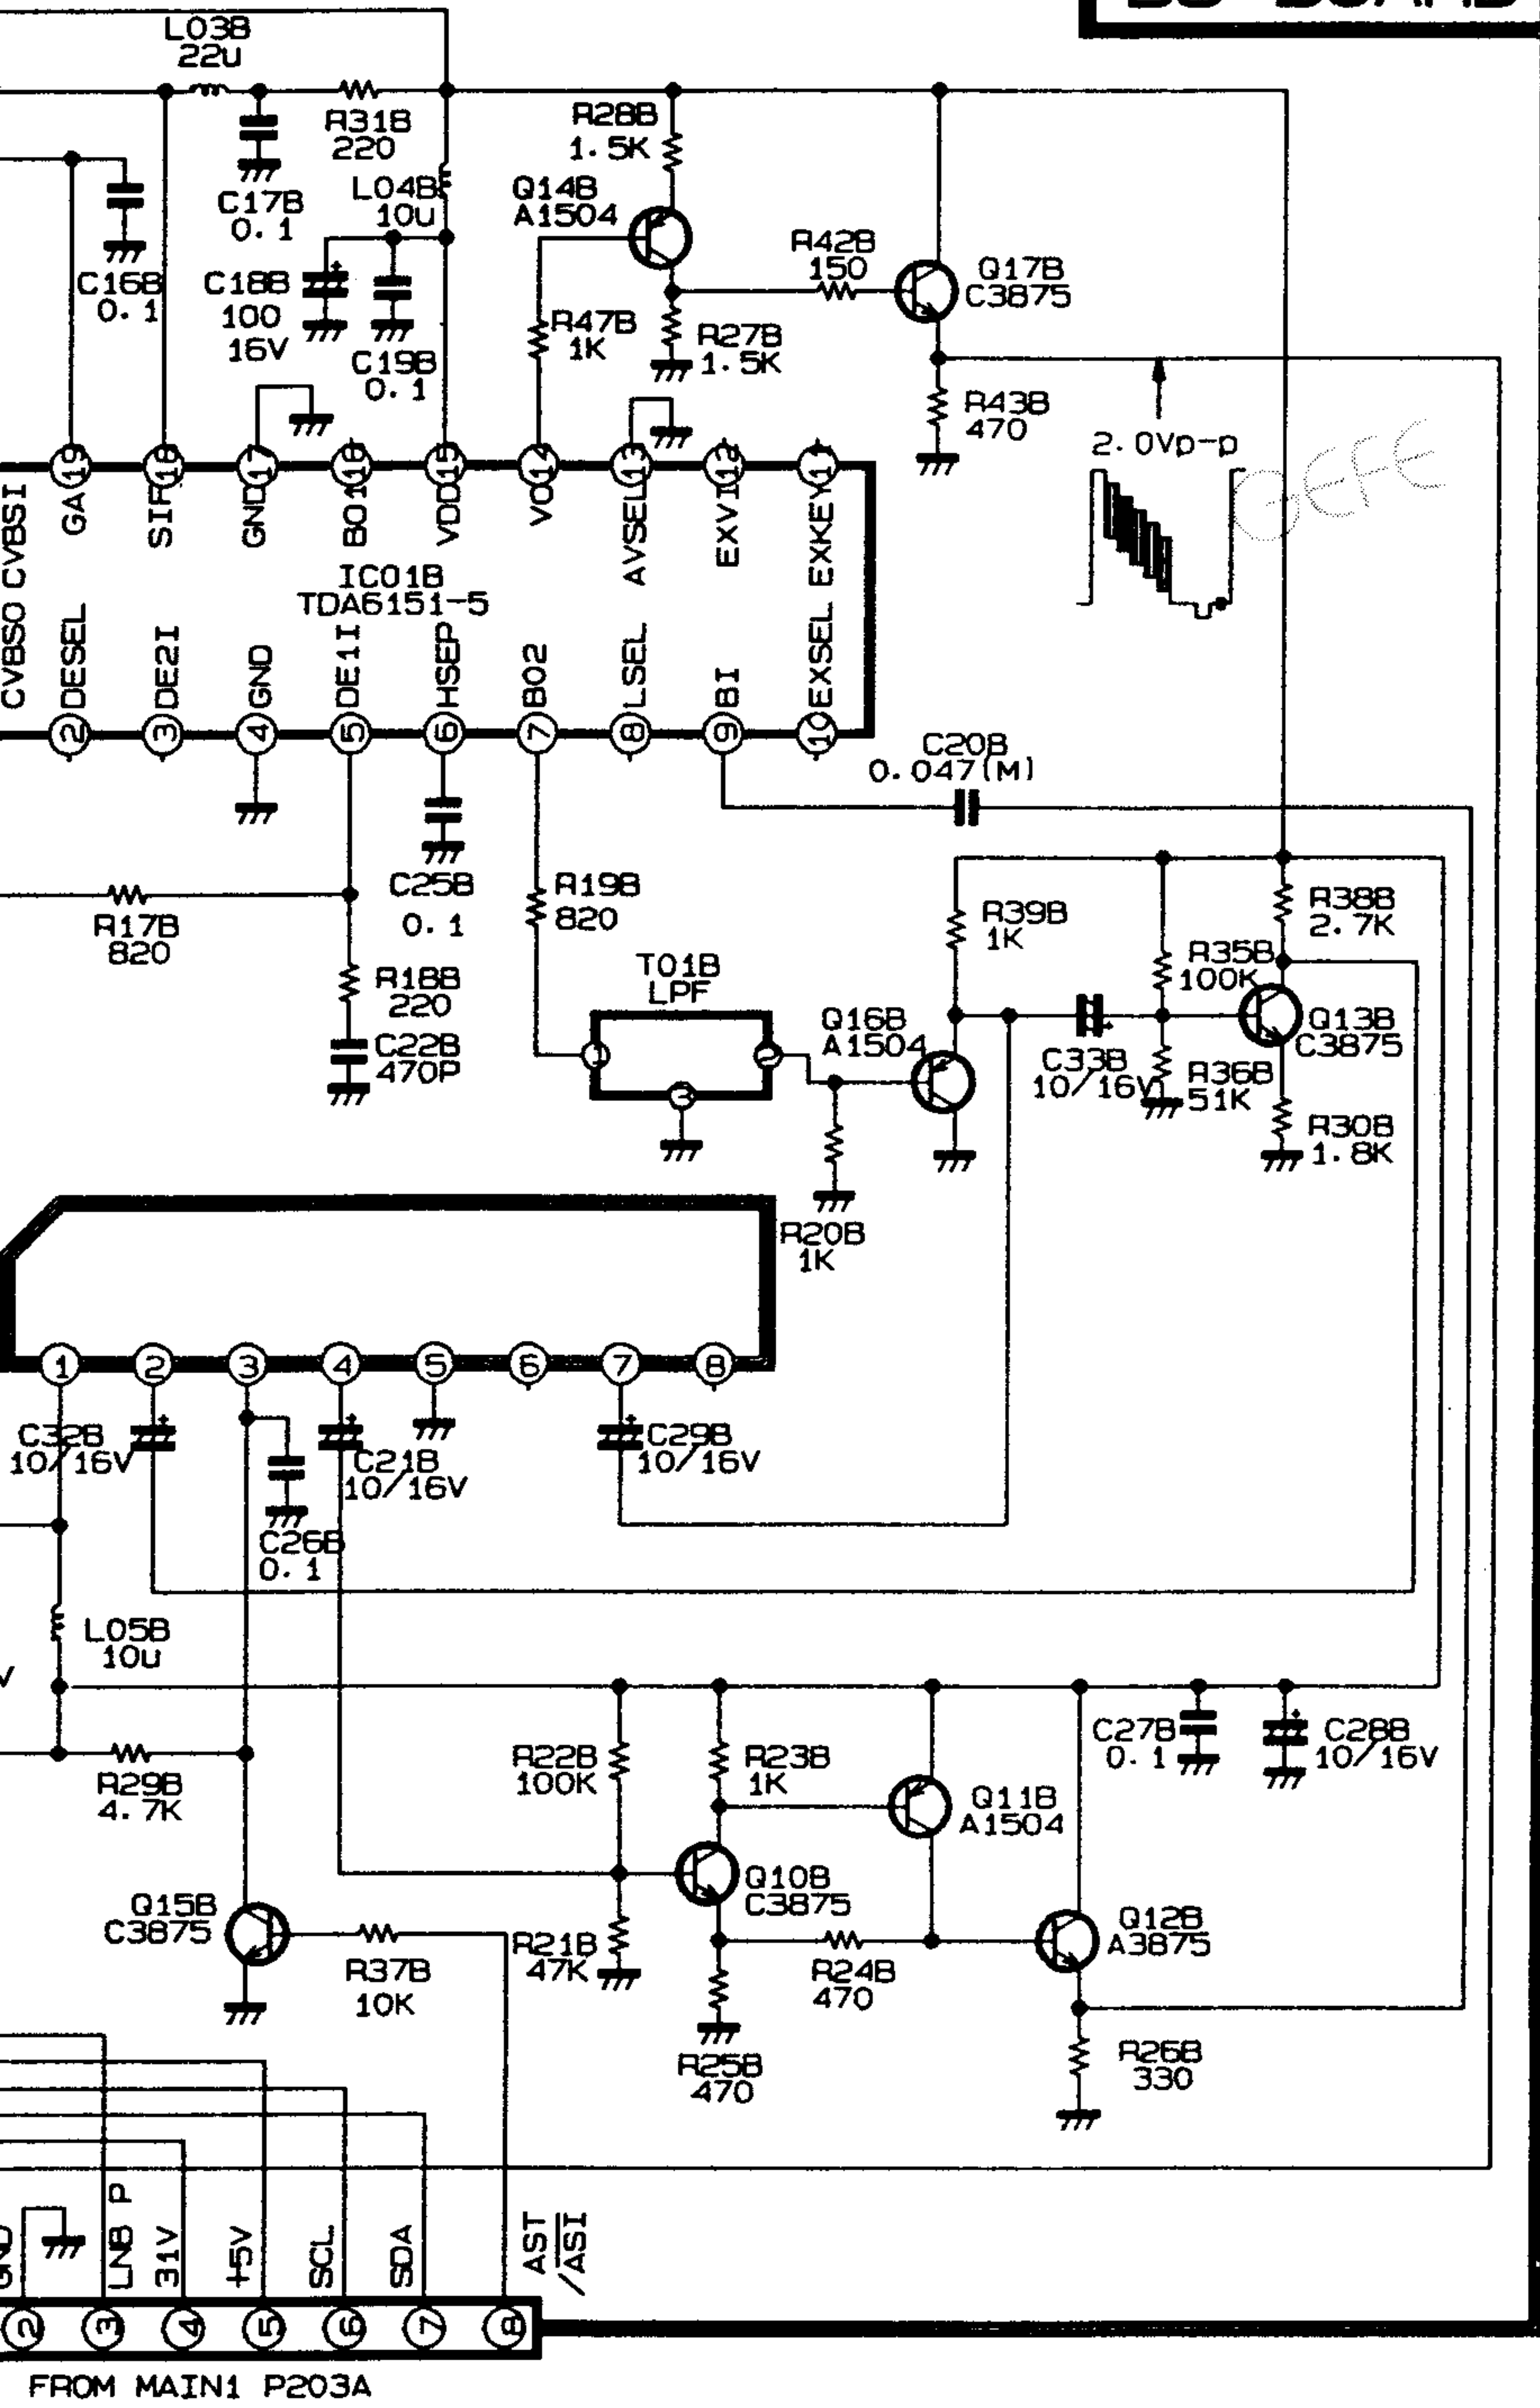 L03B
22u
R31B
220
R28B
1.5K
C17B
0.1
L04B
10u
Q14B
A1504
C16B
0.1
C18B
100
16V
C19B
0.1
R47B
1K
R27B
1.5K
R42B
150
Q17B
C3875
R43B
470
2.0Vp-p
GEFE
19 18 17 16 15 14 13 12 11
CVBSI GA SIF GND BO1 VDD VO AVSEL EXVI EXKEY
IC01B
TDA6151-5
CVBSO DESEL DE2I GND DE1I HSEP BO2 LSEL BI EXSEL
2 3 4 5 6 7 8 9 10
C20B
0.047(M)
C25B
0.1
R19B
820
R17B
820
R18B
220
C22B
470P
T01B
LPF
1 2 3
R39B
1K
R38B
2.7K
R35B
100K
Q16B
A1504
C33B
10/16V
R36B
51K
Q13B
C3875
R30B
1.8K
R20B
1K
1 2 3 4 5 6 7 8
C32B
10/16V
C21B
10/16V
C29B
10/16V
C26B
0.1
L05B
10u
V
R29B
4.7K
R22B
100K
R23B
1K
Q11B
A1504
C27B
0.1
C28B
10/16V
Q15B
C3875
R37B
10K
R21B
47K
Q10B
C3875
R24B
470
Q12B
A3875
R25B
470
R26B
330
GND LNB P 31V +5V SCL SDA AST
/ASI
2 3 4 5 6 7 8
FROM MAIN1 P203A